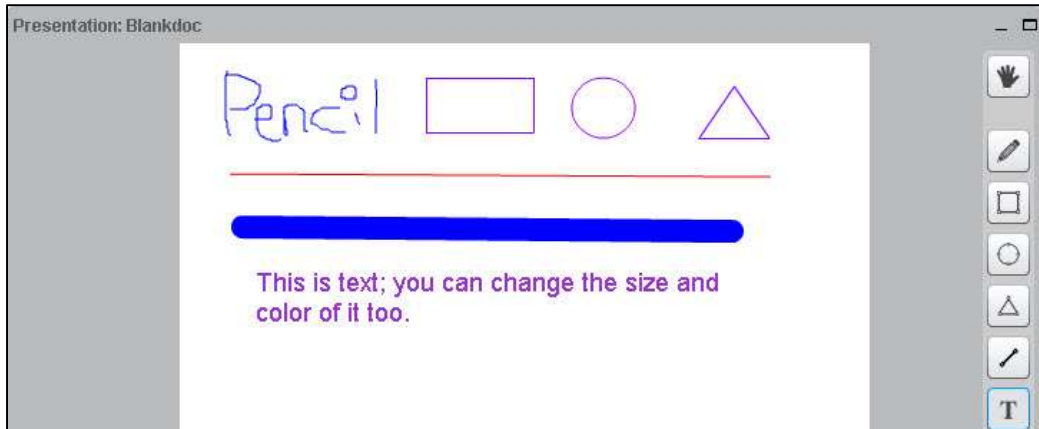 Presentation: Blankdoc
Pencil
This is text; you can change the size and
color of it too.
T